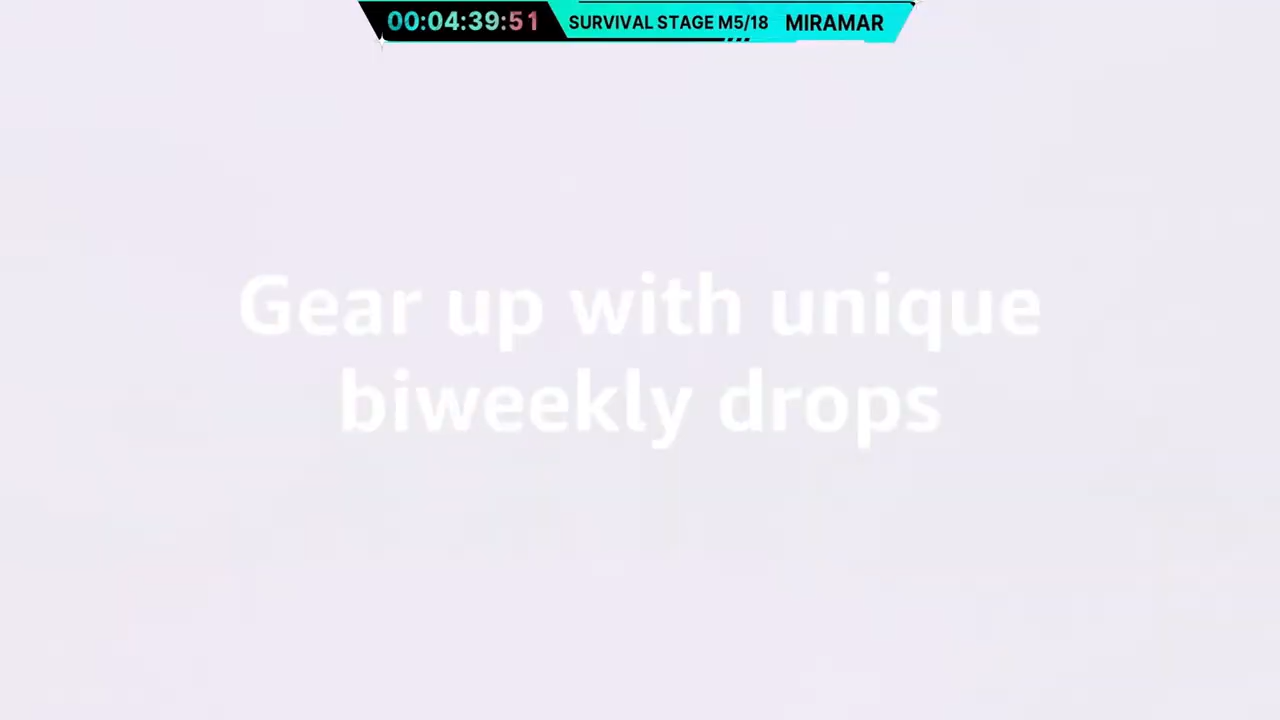 00:04:39:51 SURVIVAL STAGE M5/18 MIRAMAR
Gear up with unique
biweekly drops